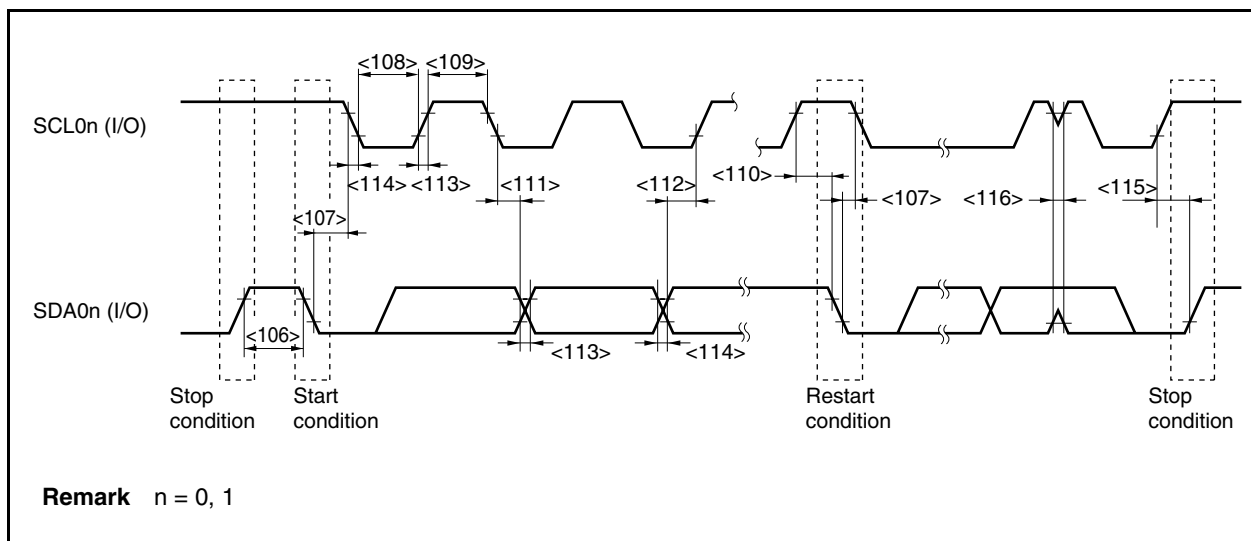 <108> <109>
SCL0n (I/O)
<114> <113> <111> <112> <110> <107> <116> <115>
<107>
SDA0n (I/O)
<106> <113> <114>
Stop condition
Start condition
Restart condition
Stop condition
Remark n = 0, 1